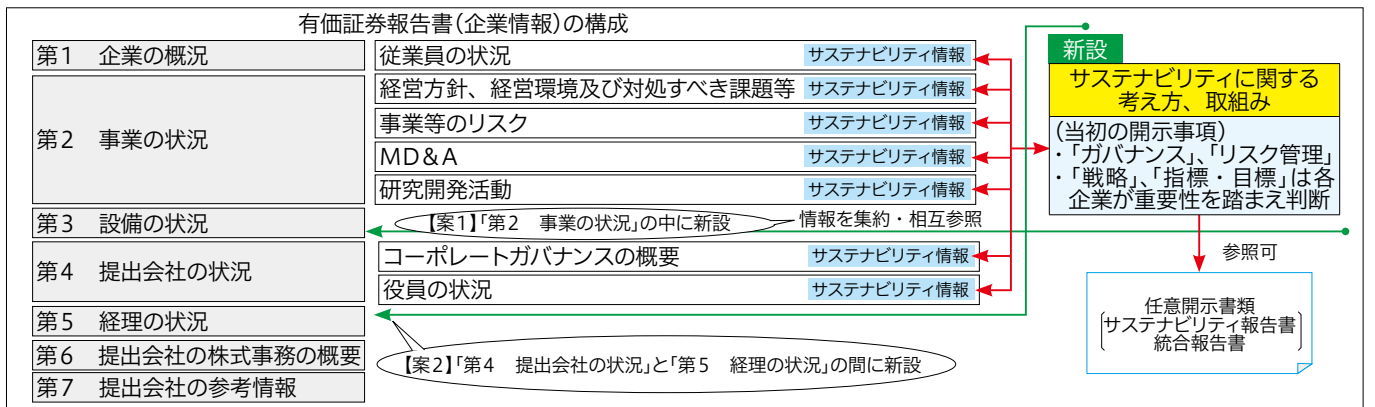 有価証券報告書(企業情報)の構成
第1　企業の概況
従業員の状況　サステナビリティ情報
第2　事業の状況
経営方針、経営環境及び対処すべき課題等　サステナビリティ情報
事業等のリスク　サステナビリティ情報
MD&A　サステナビリティ情報
研究開発活動　サステナビリティ情報
第3　設備の状況
【案1】「第2　事業の状況」の中に新設
情報を集約・相互参照
第4　提出会社の状況
コーポレートガバナンスの概要　サステナビリティ情報
役員の状況　サステナビリティ情報
第5　経理の状況
第6　提出会社の株式事務の概要
【案2】「第4　提出会社の状況」と「第5　経理の状況」の間に新設
第7　提出会社の参考情報
新設
サステナビリティに関する
考え方、取組み
(当初の開示事項)
・「ガバナンス」、「リスク管理」
・「戦略」、「指標・目標」は各
企業が重要性を踏まえ判断
参照可
任意開示書類
サステナビリティ報告書
統合報告書